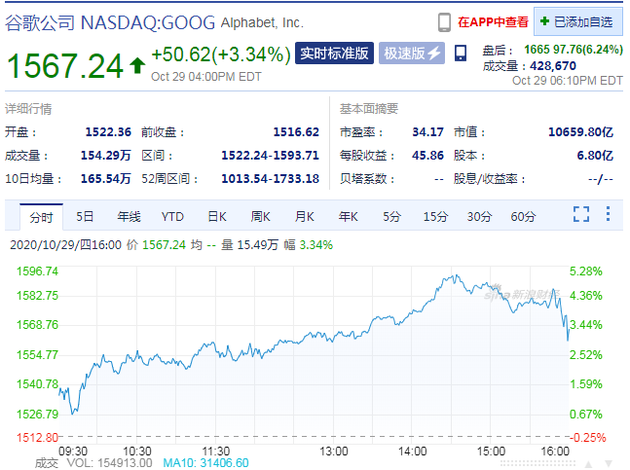 谷歌公司 NASDAQ:GOOG Alphabet, Inc. 在APP中查看 + 已添加自选
1567.24 +50.62(+3.34%) 实时标准版 极速版 盘后： 1665 97.76(6.24%)
Oct 29 04:00PM EDT 成交量：428,670
Oct 29 06:10PM EDT
详细行情 基本面摘要
开盘： 1522.36 前收盘： 1516.62 市盈率： 34.17 市值： 10659.80亿
成交量： 154.29万 区间： 1522.24-1593.71 每股收益： 45.86 股本： 6.80亿
10日均量： 165.54万 52周区间： 1013.54-1733.18 贝塔系数： -- 股息/收益率： --/--
分时 5日 年线 YTD 日K 周K 月K 年K 5分 15分 30分 60分
2020/10/29/四16:00 价 1567.24 均 -- 量 15.49万 幅 3.34%
1596.74 5.28%
1582.75 4.36%
sina新浪财经
1568.76 3.44%
1554.77 2.52%
1540.78 1.59%
1526.79 0.67%
1512.80 -0.25%
09:30 10:30 11:30 13:00 14:00 15:00 16:00
成交 VOL: 154913.00 MA10: 31406.60